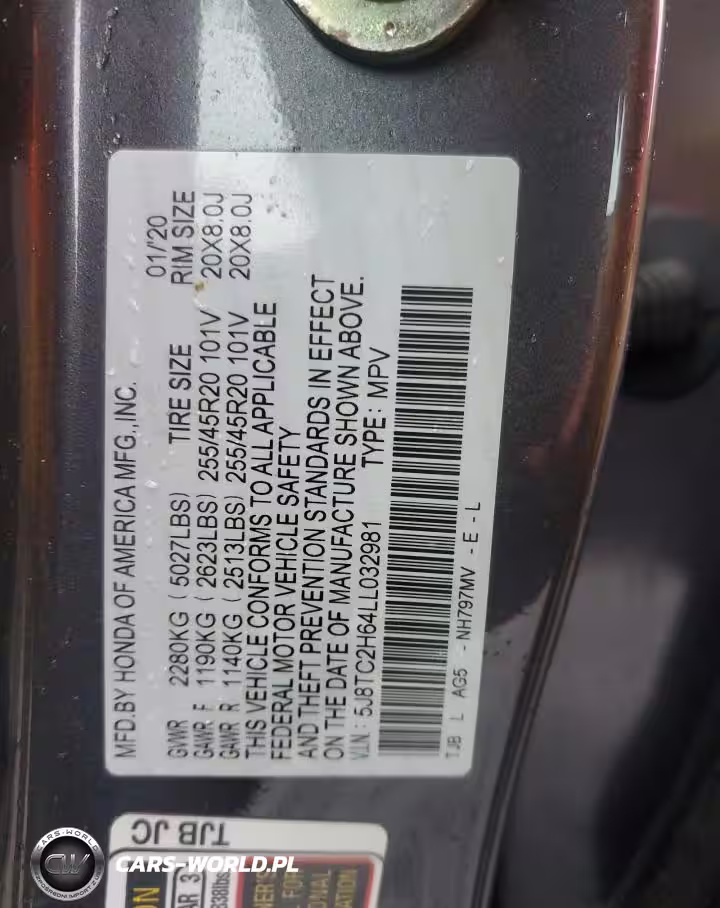 MFD.BY HONDA OF AMERICA MFG.,INC.
01/'20
GVWR 2280KG (5027LBS) TIRE SIZE RIM SIZE
GAWR F 1190KG (2623LBS) 255/45R20 101V 20X8.0J
GAWR R 1140KG (2513LBS) 255/45R20 101V 20X8.0J
THIS VEHICLE CONFORMS TO ALL APPLICABLE
FEDERAL MOTOR VEHICLE SAFETY
AND THEFT PREVENTION STANDARDS IN EFFECT
ON THE DATE OF MANUFACTURE SHOWN ABOVE.
V.I.N.: 5J8TC2H64LL032981 TYPE: MPV
TJB L AG5 -NH797MV -E-L
TJB JC
CARS-WORLD
CW
CARS-WORLD.PL